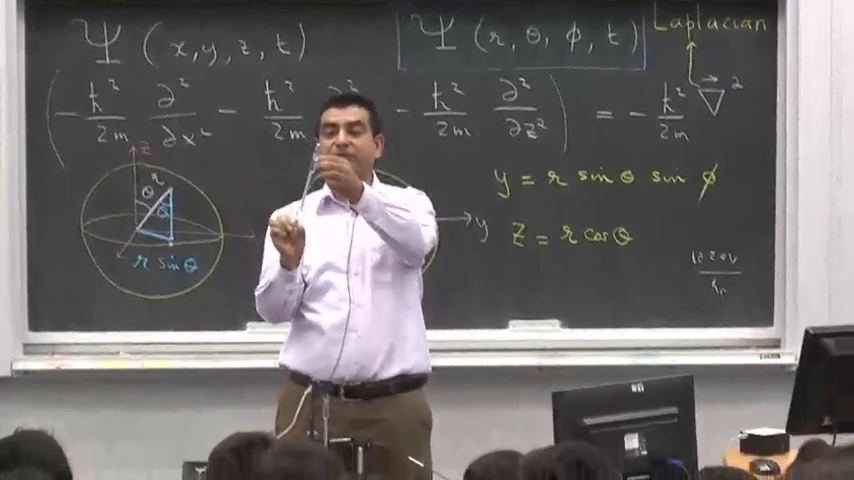 Ψ (x, y, z, t)
Ψ (r, θ, ϕ, t)
Laplacian
(-ħ²/2m ∂²/∂x² - ħ²/2m - ħ²/2m ∂²/∂z²) = - ħ²/2m ∇⃗²
z
θ r
θ
r sin θ
y
y = r sin θ sin ϕ
z = r cos θ